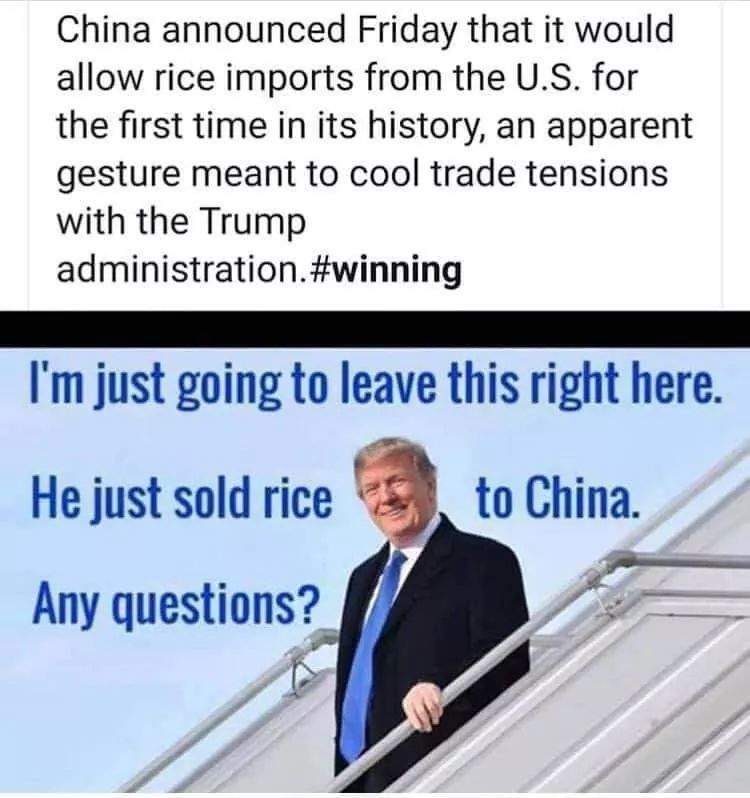 China announced Friday that it would
allow rice imports from the U.S. for
the first time in its history, an apparent
gesture meant to cool trade tensions
with the Trump
administration.#winning
I'm just going to leave this right here.
He just sold rice to China.
Any questions?